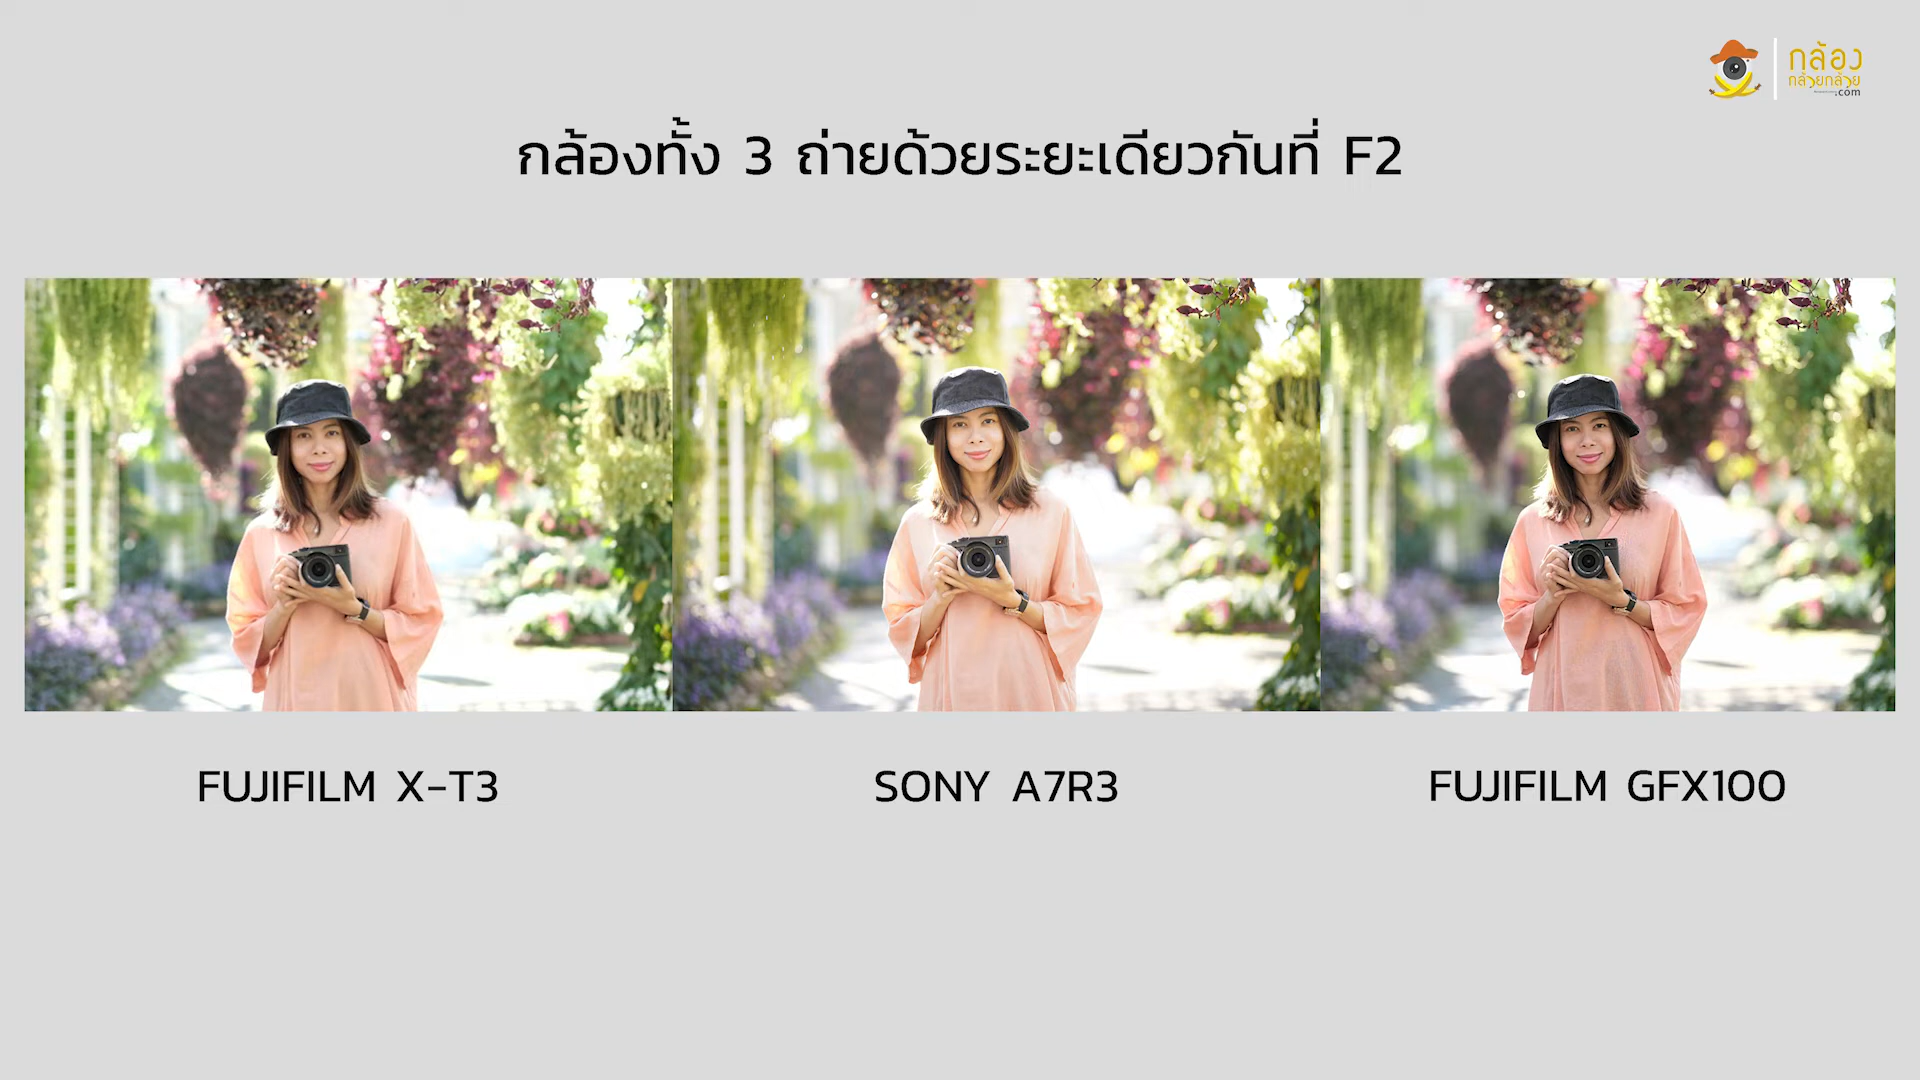 กล้อง
กล้วยกล้วย
.com
กล้องทั้ง 3 ถ่ายด้วยระยะเดียวกันที่ F2
FUJIFILM X-T3
SONY A7R3
FUJIFILM GFX100